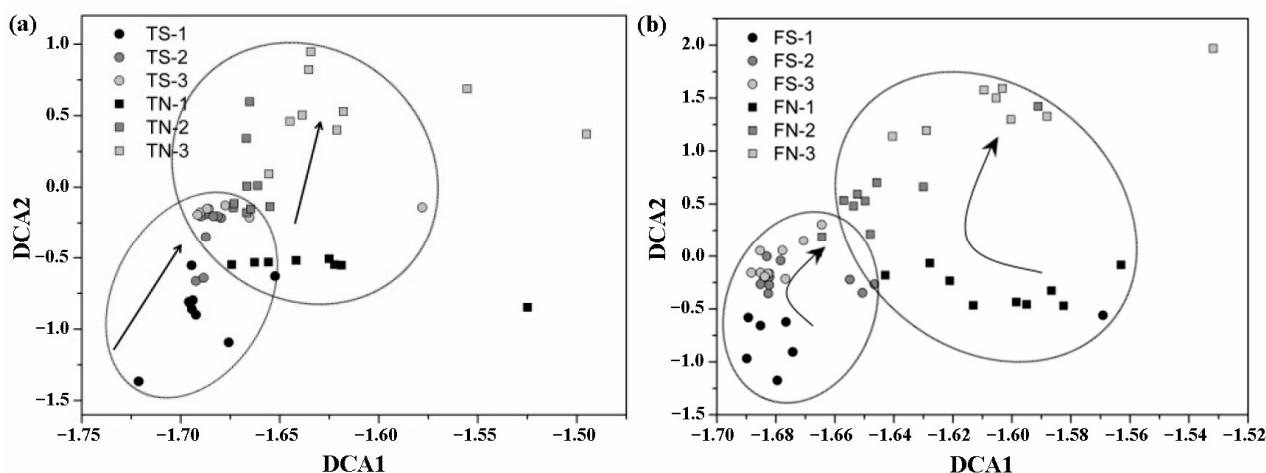 (a)
TS-1
TS-2
TS-3
TN-1
TN-2
TN-3
1.0
0.5
0.0
−0.5
−1.0
−1.5
DCA2
−1.75
−1.70
−1.65
−1.60
−1.55
−1.50
DCA1
(b)
FS-1
FS-2
FS-3
FN-1
FN-2
FN-3
2.0
1.5
1.0
0.5
0.0
−0.5
−1.0
−1.5
DCA2
−1.70
−1.68
−1.66
−1.64
−1.62
−1.60
−1.58
−1.56
−1.54
−1.52
DCA1